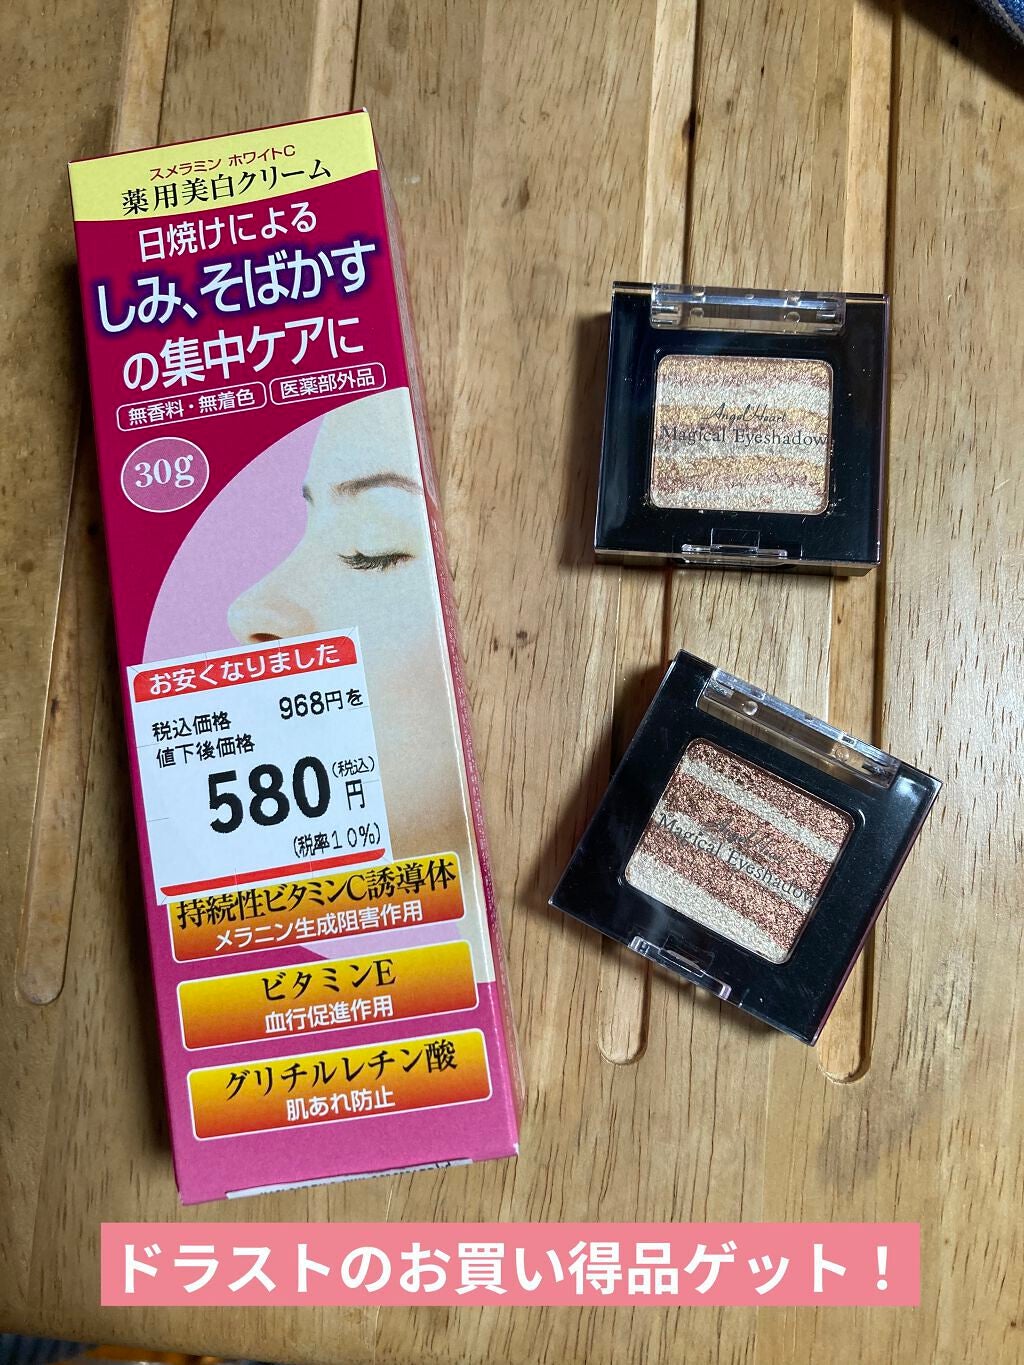 スメラミン ホワイトC
薬用美白クリーム
日焼けによる
しみ、そばかす
の集中ケアに
無香料・無着色
医薬部外品
30g
お安くなりました
税込価格 968円を
値下後価格
580円(税込)
(税率10%)
持続性ビタミンC誘導体
メラニン生成阻害作用
ビタミンE
血行促進作用
グリチルレチン酸
肌あれ防止
Angel Heart
Magical Eyeshadow
Angel Heart
Magical Eyeshadow
ドラストのお買い得品ゲット！